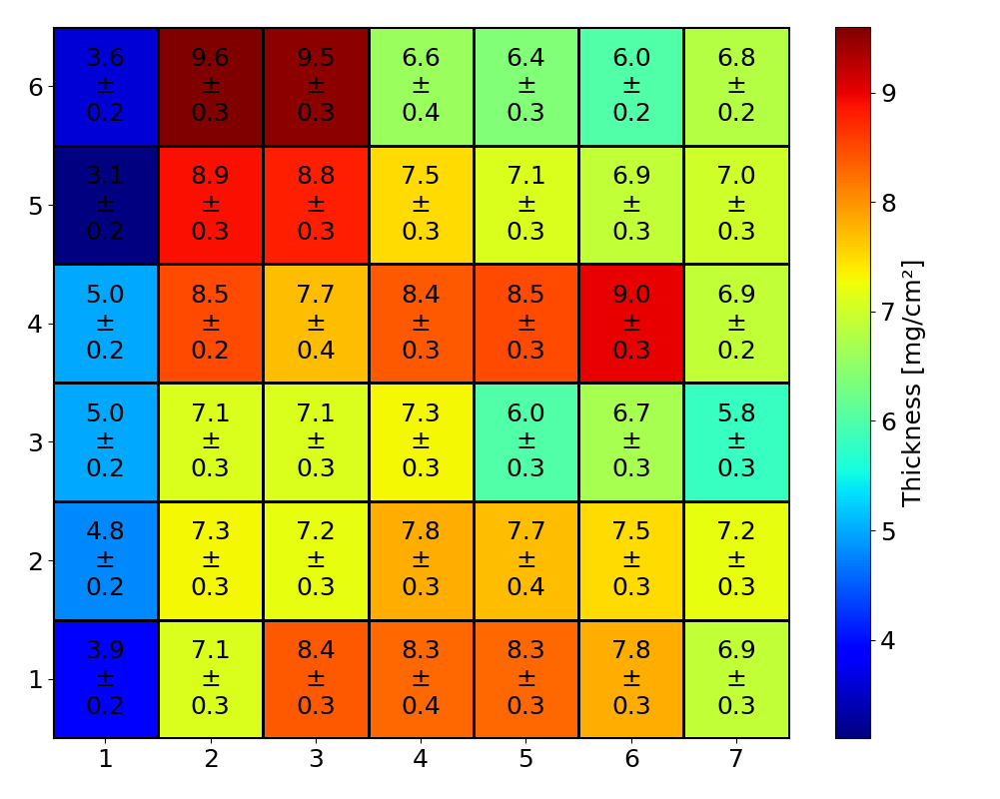 6
3.6 9.6 9.5 6.6 6.4 6.0 6.8
± ± ± ± ± ± ±
0.2 0.3 0.3 0.4 0.3 0.2 0.2
5
3.1 8.9 8.8 7.5 7.1 6.9 7.0
± ± ± ± ± ± ±
0.2 0.3 0.3 0.3 0.3 0.3 0.3
4
5.0 8.5 7.7 8.4 8.5 9.0 6.9
± ± ± ± ± ± ±
0.2 0.2 0.4 0.3 0.3 0.3 0.2
3
5.0 7.1 7.1 7.3 6.0 6.7 5.8
± ± ± ± ± ± ±
0.2 0.3 0.3 0.3 0.3 0.3 0.3
2
4.8 7.3 7.2 7.8 7.7 7.5 7.2
± ± ± ± ± ± ±
0.2 0.3 0.3 0.3 0.4 0.3 0.3
1
3.9 7.1 8.4 8.3 8.3 7.8 6.9
± ± ± ± ± ± ±
0.2 0.3 0.3 0.4 0.3 0.3 0.3
1 2 3 4 5 6 7
9
8
7
6
5
4
Thickness [mg/cm²]